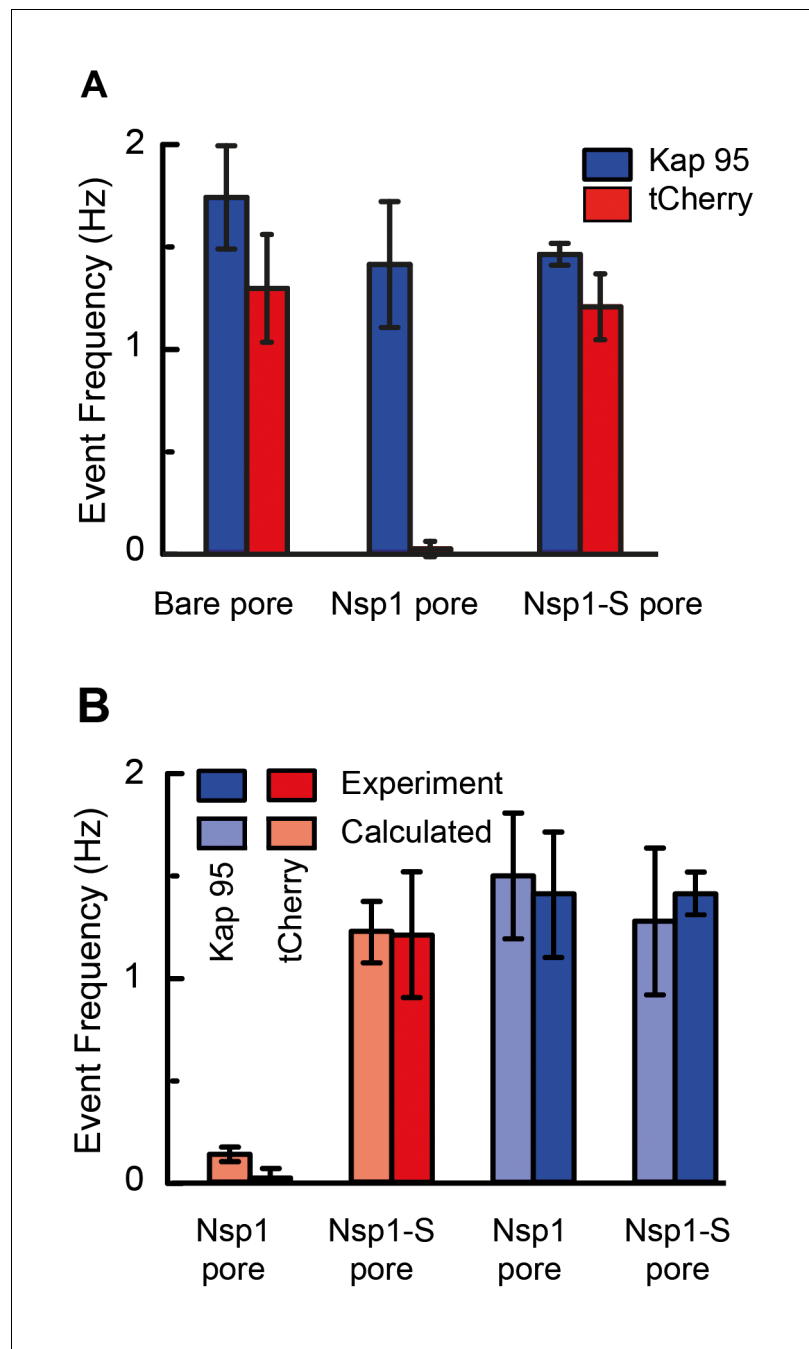 A
Event Frequency (Hz)
2
1
0
Kap 95
tCherry
Bare pore
Nsp1 pore
Nsp1-S pore
B
Event Frequency (Hz)
2
1
0
Experiment
Calculated
Kap 95
tCherry
Nsp1
pore
Nsp1-S
pore
Nsp1
pore
Nsp1-S
pore